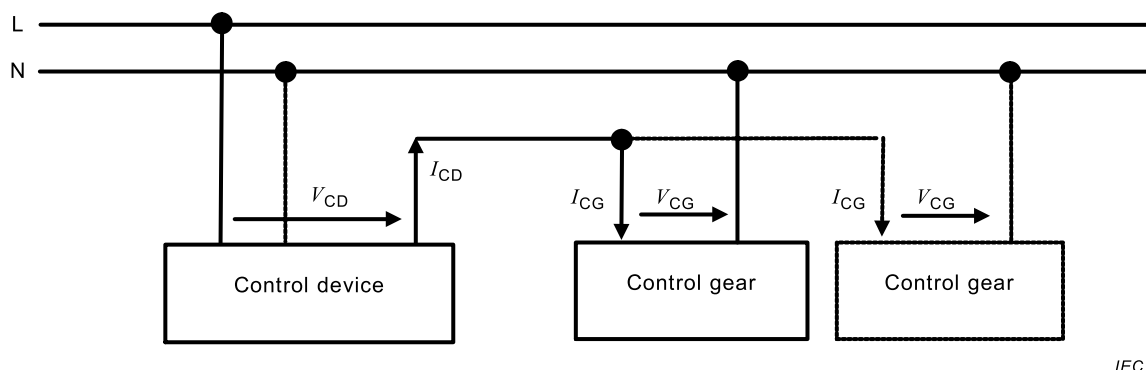 L
N
I_CD
V_CD
I_CG
V_CG
I_CG
V_CG
Control device
Control gear
Control gear
IEC